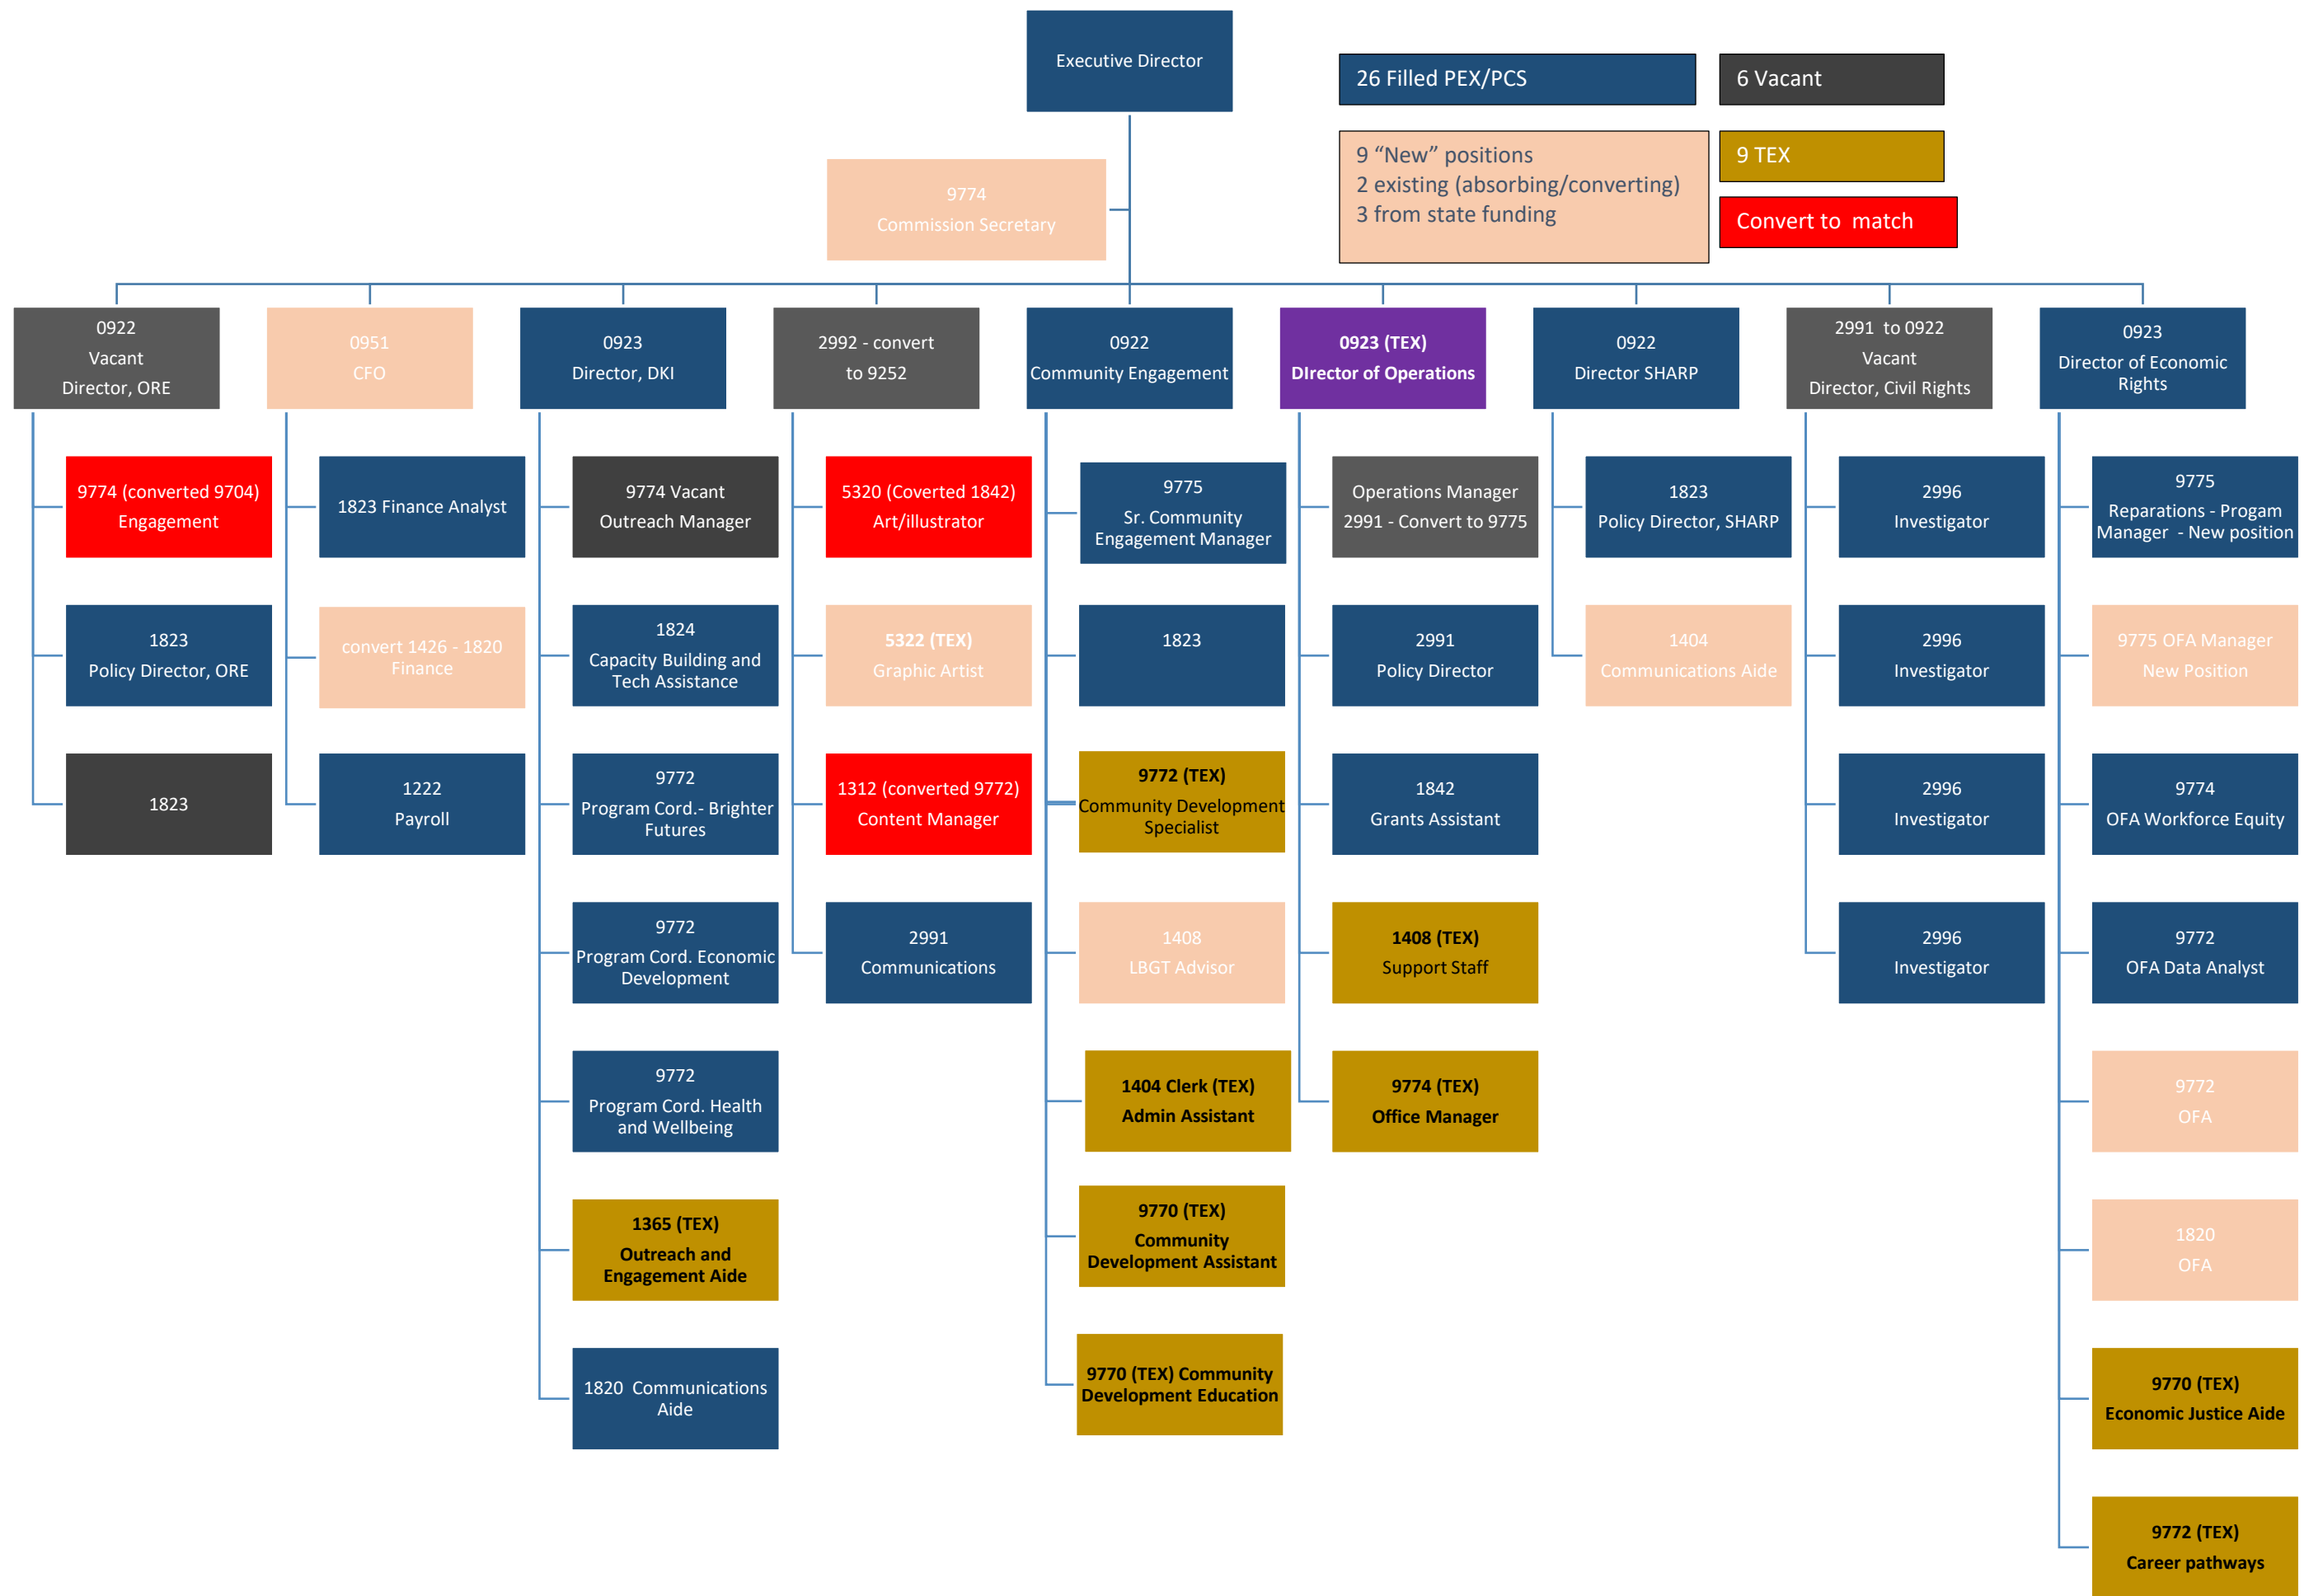 Executive Director
26 Filled PEX/PCS
6 Vacant
9 “New” positions
2 existing (absorbing/converting)
3 from state funding
9 TEX
Convert to  match
9774
Commission Secretary
0922
Vacant
Director, ORE
0951
CFO
0923
Director, DKI
2992 - convert
to 9252
0922
Community Engagement
0923 (TEX)
DIrector of Operations
0922
Director SHARP
2991  to 0922
Vacant
Director, Civil Rights
0923
Director of Economic
Rights
9774 (converted 9704)
Engagement
1823
Policy Director, ORE
1823
1823 Finance Analyst
convert 1426 - 1820
Finance
1222
Payroll
9774 Vacant
Outreach Manager
1824
Capacity Building and
Tech Assistance
9772
Program Cord.- Brighter
Futures
9772
Program Cord. Economic
Development
9772
Program Cord. Health
and Wellbeing
1365 (TEX)
Outreach and
Engagement Aide
1820  Communications
Aide
5320 (Coverted 1842)
Art/illustrator
5322 (TEX)
Graphic Artist
1312 (converted 9772)
Content Manager
2991
Communications
9775
Sr. Community
Engagement Manager
1823
9772 (TEX)
Community Development
Specialist
1408
LBGT Advisor
1404 Clerk (TEX)
Admin Assistant
9770 (TEX)
Community
Development Assistant
9770 (TEX) Community
Development Education
Operations Manager
2991 - Convert to 9775
2991
Policy Director
1842
Grants Assistant
1408 (TEX)
Support Staff
9774 (TEX)
Office Manager
1823
Policy Director, SHARP
1404
Communications Aide
2996
Investigator
2996
Investigator
2996
Investigator
2996
Investigator
9775
Reparations - Progam
Manager  - New position
9775 OFA Manager
New Position
9774
OFA Workforce Equity
9772
OFA Data Analyst
9772
OFA
1820
OFA
9770 (TEX)
Economic Justice Aide
9772 (TEX)
Career pathways